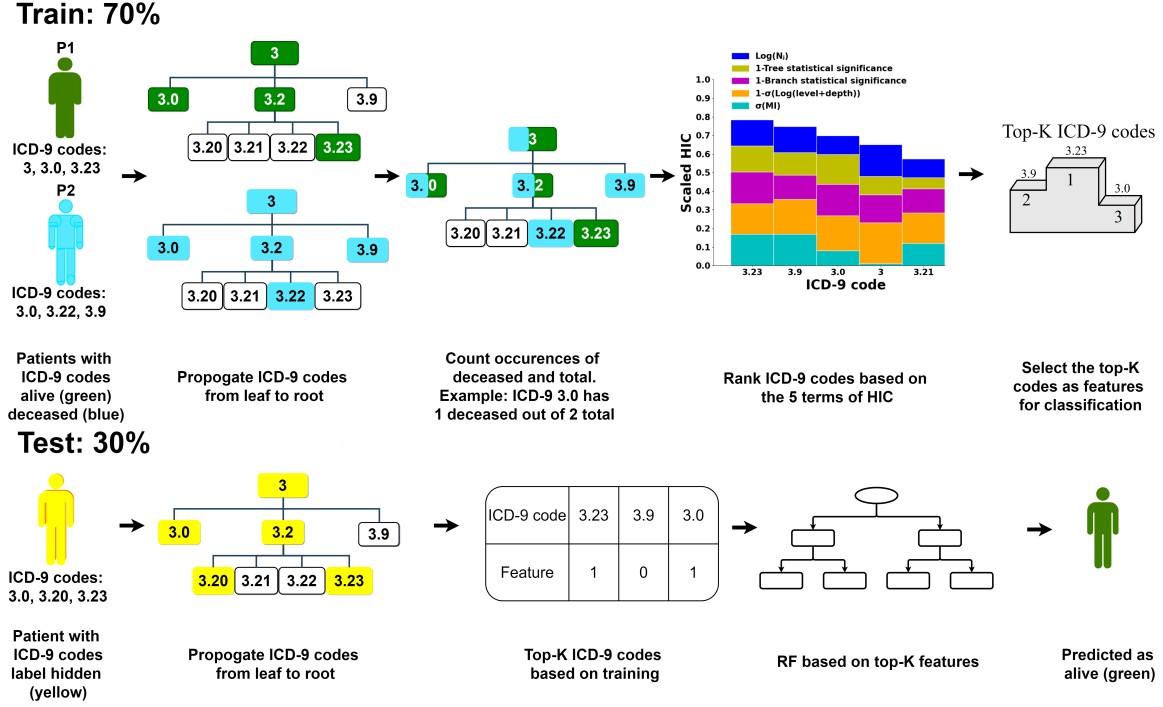 Train: 70%
P1
ICD-9 codes:
3, 3.0, 3.23
P2
ICD-9 codes:
3.0, 3.22, 3.9
3
3.0 3.2 3.9
3.20 3.21 3.22 3.23
3
3.0 3.2 3.9
3.20 3.21 3.22 3.23
3
3.0 3.2 3.9
3.20 3.21 3.22 3.23
Log(Nᵢ)
1-Tree statistical significance
1-Branch statistical significance
1-σ(Log(level+depth))
σ(MI)
Scaled HIC
1.0
0.9
0.8
0.7
0.6
0.5
0.4
0.3
0.2
0.1
0.0
3.23 3.9 3.0 3 3.21
ICD-9 code
Top-K ICD-9 codes
3.23
3.9 1 3.0
2 3
Patients with
ICD-9 codes
alive (green)
deceased (blue)
Propogate ICD-9 codes
from leaf to root
Count occurences of
deceased and total.
Example: ICD-9 3.0 has
1 deceased out of 2 total
Rank ICD-9 codes based on
the 5 terms of HIC
Select the top-K
codes as features
for classification
Test: 30%
ICD-9 codes:
3.0, 3.20, 3.23
3
3.0 3.2 3.9
3.20 3.21 3.22 3.23
ICD-9 code 3.23 3.9 3.0
Feature 1 0 1
Patient with
ICD-9 codes
label hidden
(yellow)
Propogate ICD-9 codes
from leaf to root
Top-K ICD-9 codes
based on training
RF based on top-K features
Predicted as
alive (green)